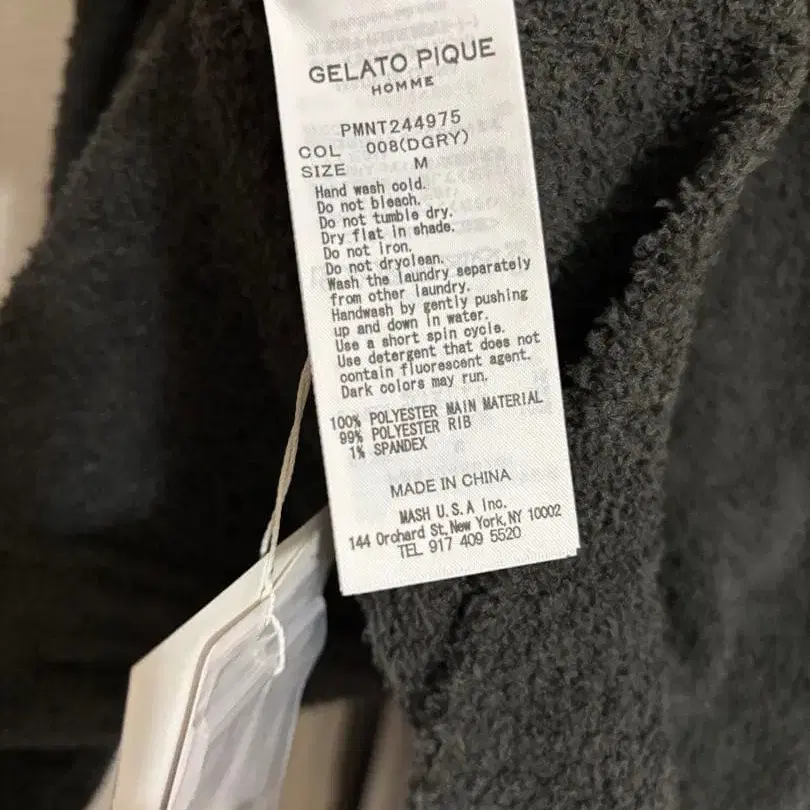 GELATO PIQUE
HOMME
PMNT244975
COL 008(DGRY)
SIZE M
Hand wash cold.
Do not bleach.
Do not tumble dry.
Dry flat in shade.
Do not iron.
Do not dryclean.
Wash the laundry separately
from other laundry.
Handwash by gently pushing
up and down in water.
Use a short spin cycle.
Use detergent that does not
contain fluorescent agent.
Dark colors may run.
100% POLYESTER MAIN MATERIAL
99% POLYESTER RIB
1% SPANDEX
MADE IN CHINA
MASH U.S.A Inc.
144 Orchard St, New York, NY 10002
TEL 917 409 5520